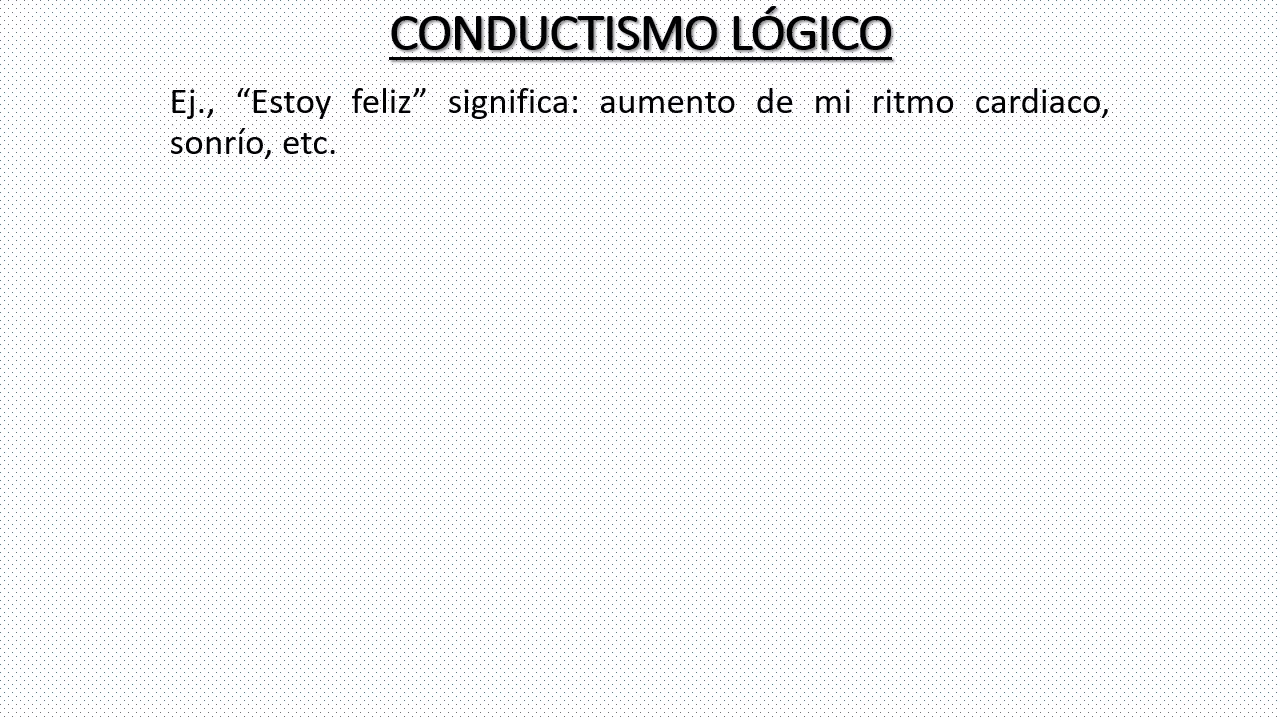 CONDUCTISMO LÓGICO
Ej., “Estoy feliz” significa: aumento de mi ritmo cardiaco,
sonrío, etc.